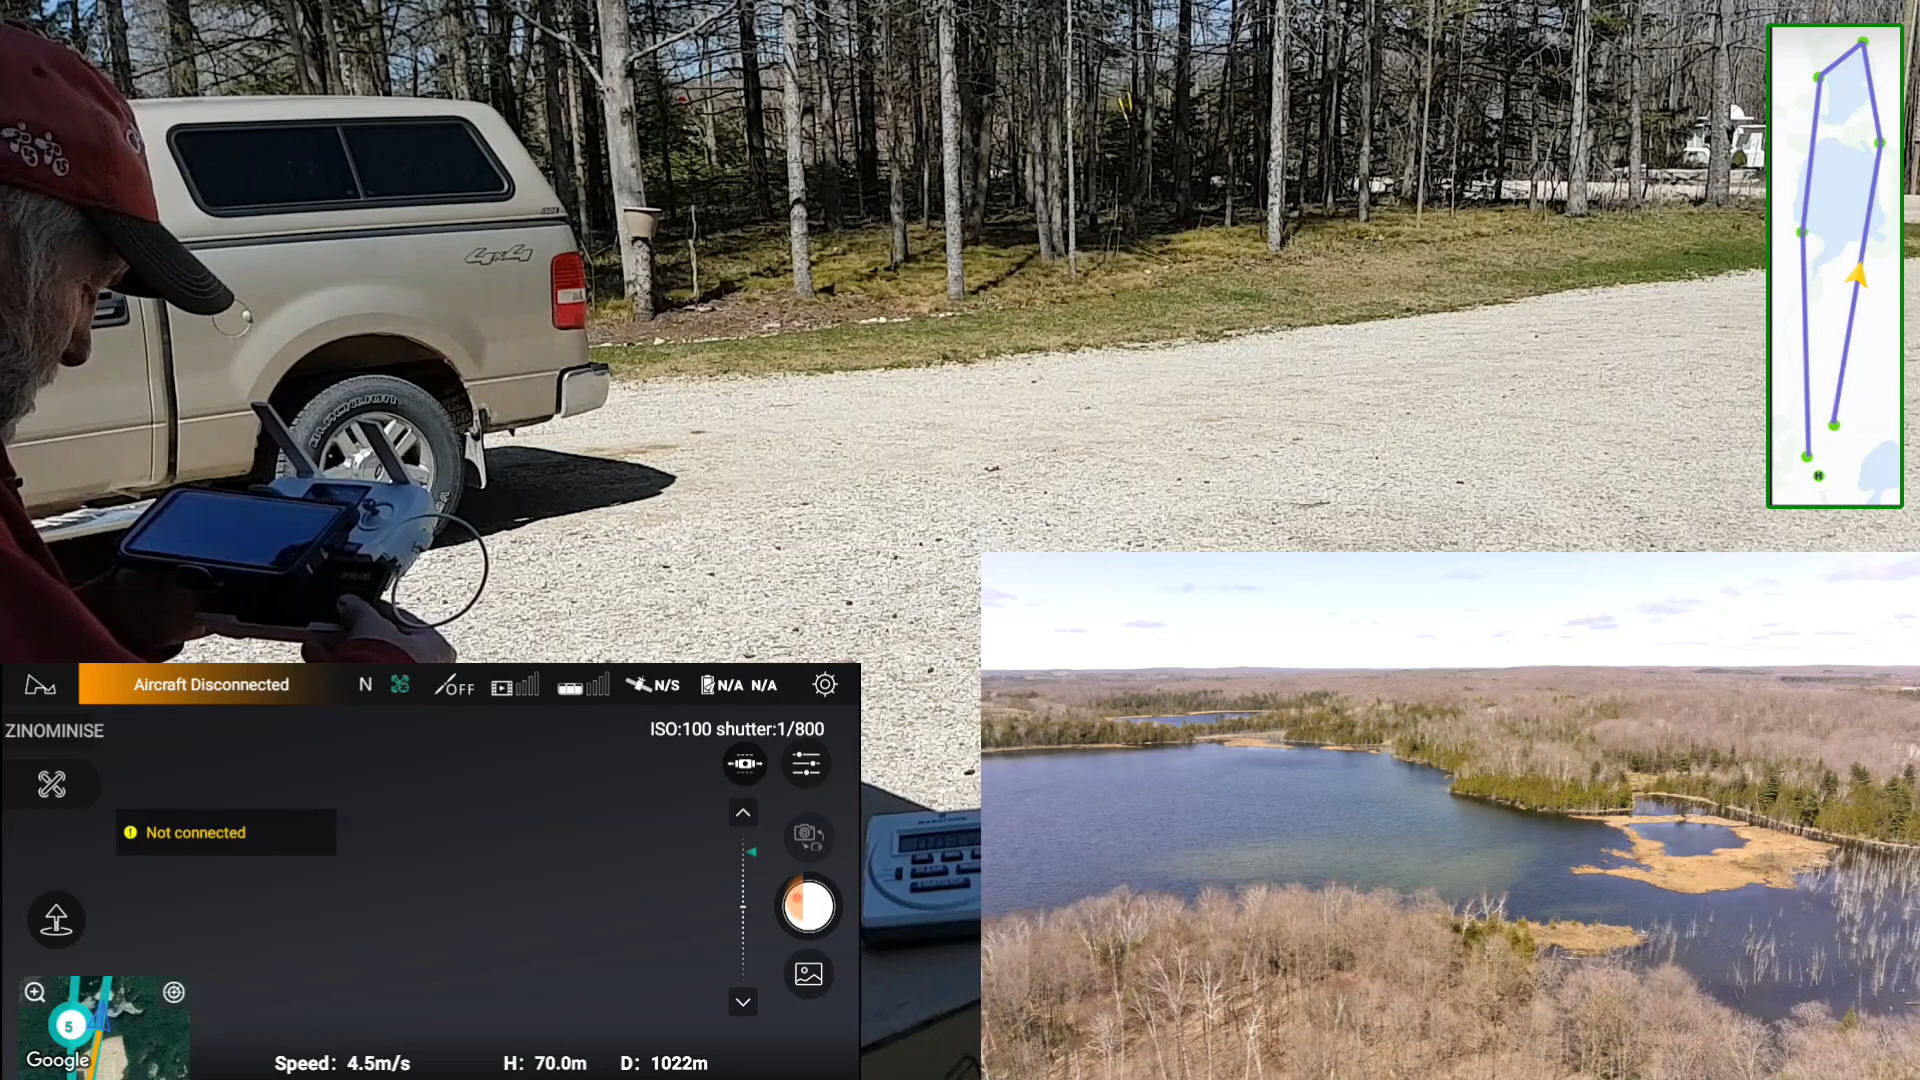 4x4
H
Aircraft Disconnected
N
OFF
N/S
N/A N/A
ZINOMINISE
ISO:100 shutter:1/800
Not connected
5
Google
Speed: 4.5m/s
H: 70.0m
D: 1022m